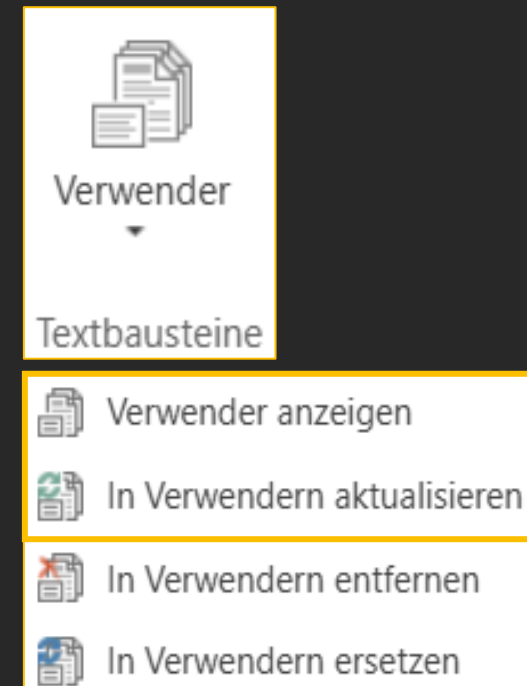 Verwender
Textbausteine
Verwender anzeigen
In Verwendern aktualisieren
In Verwendern entfernen
In Verwendern ersetzen